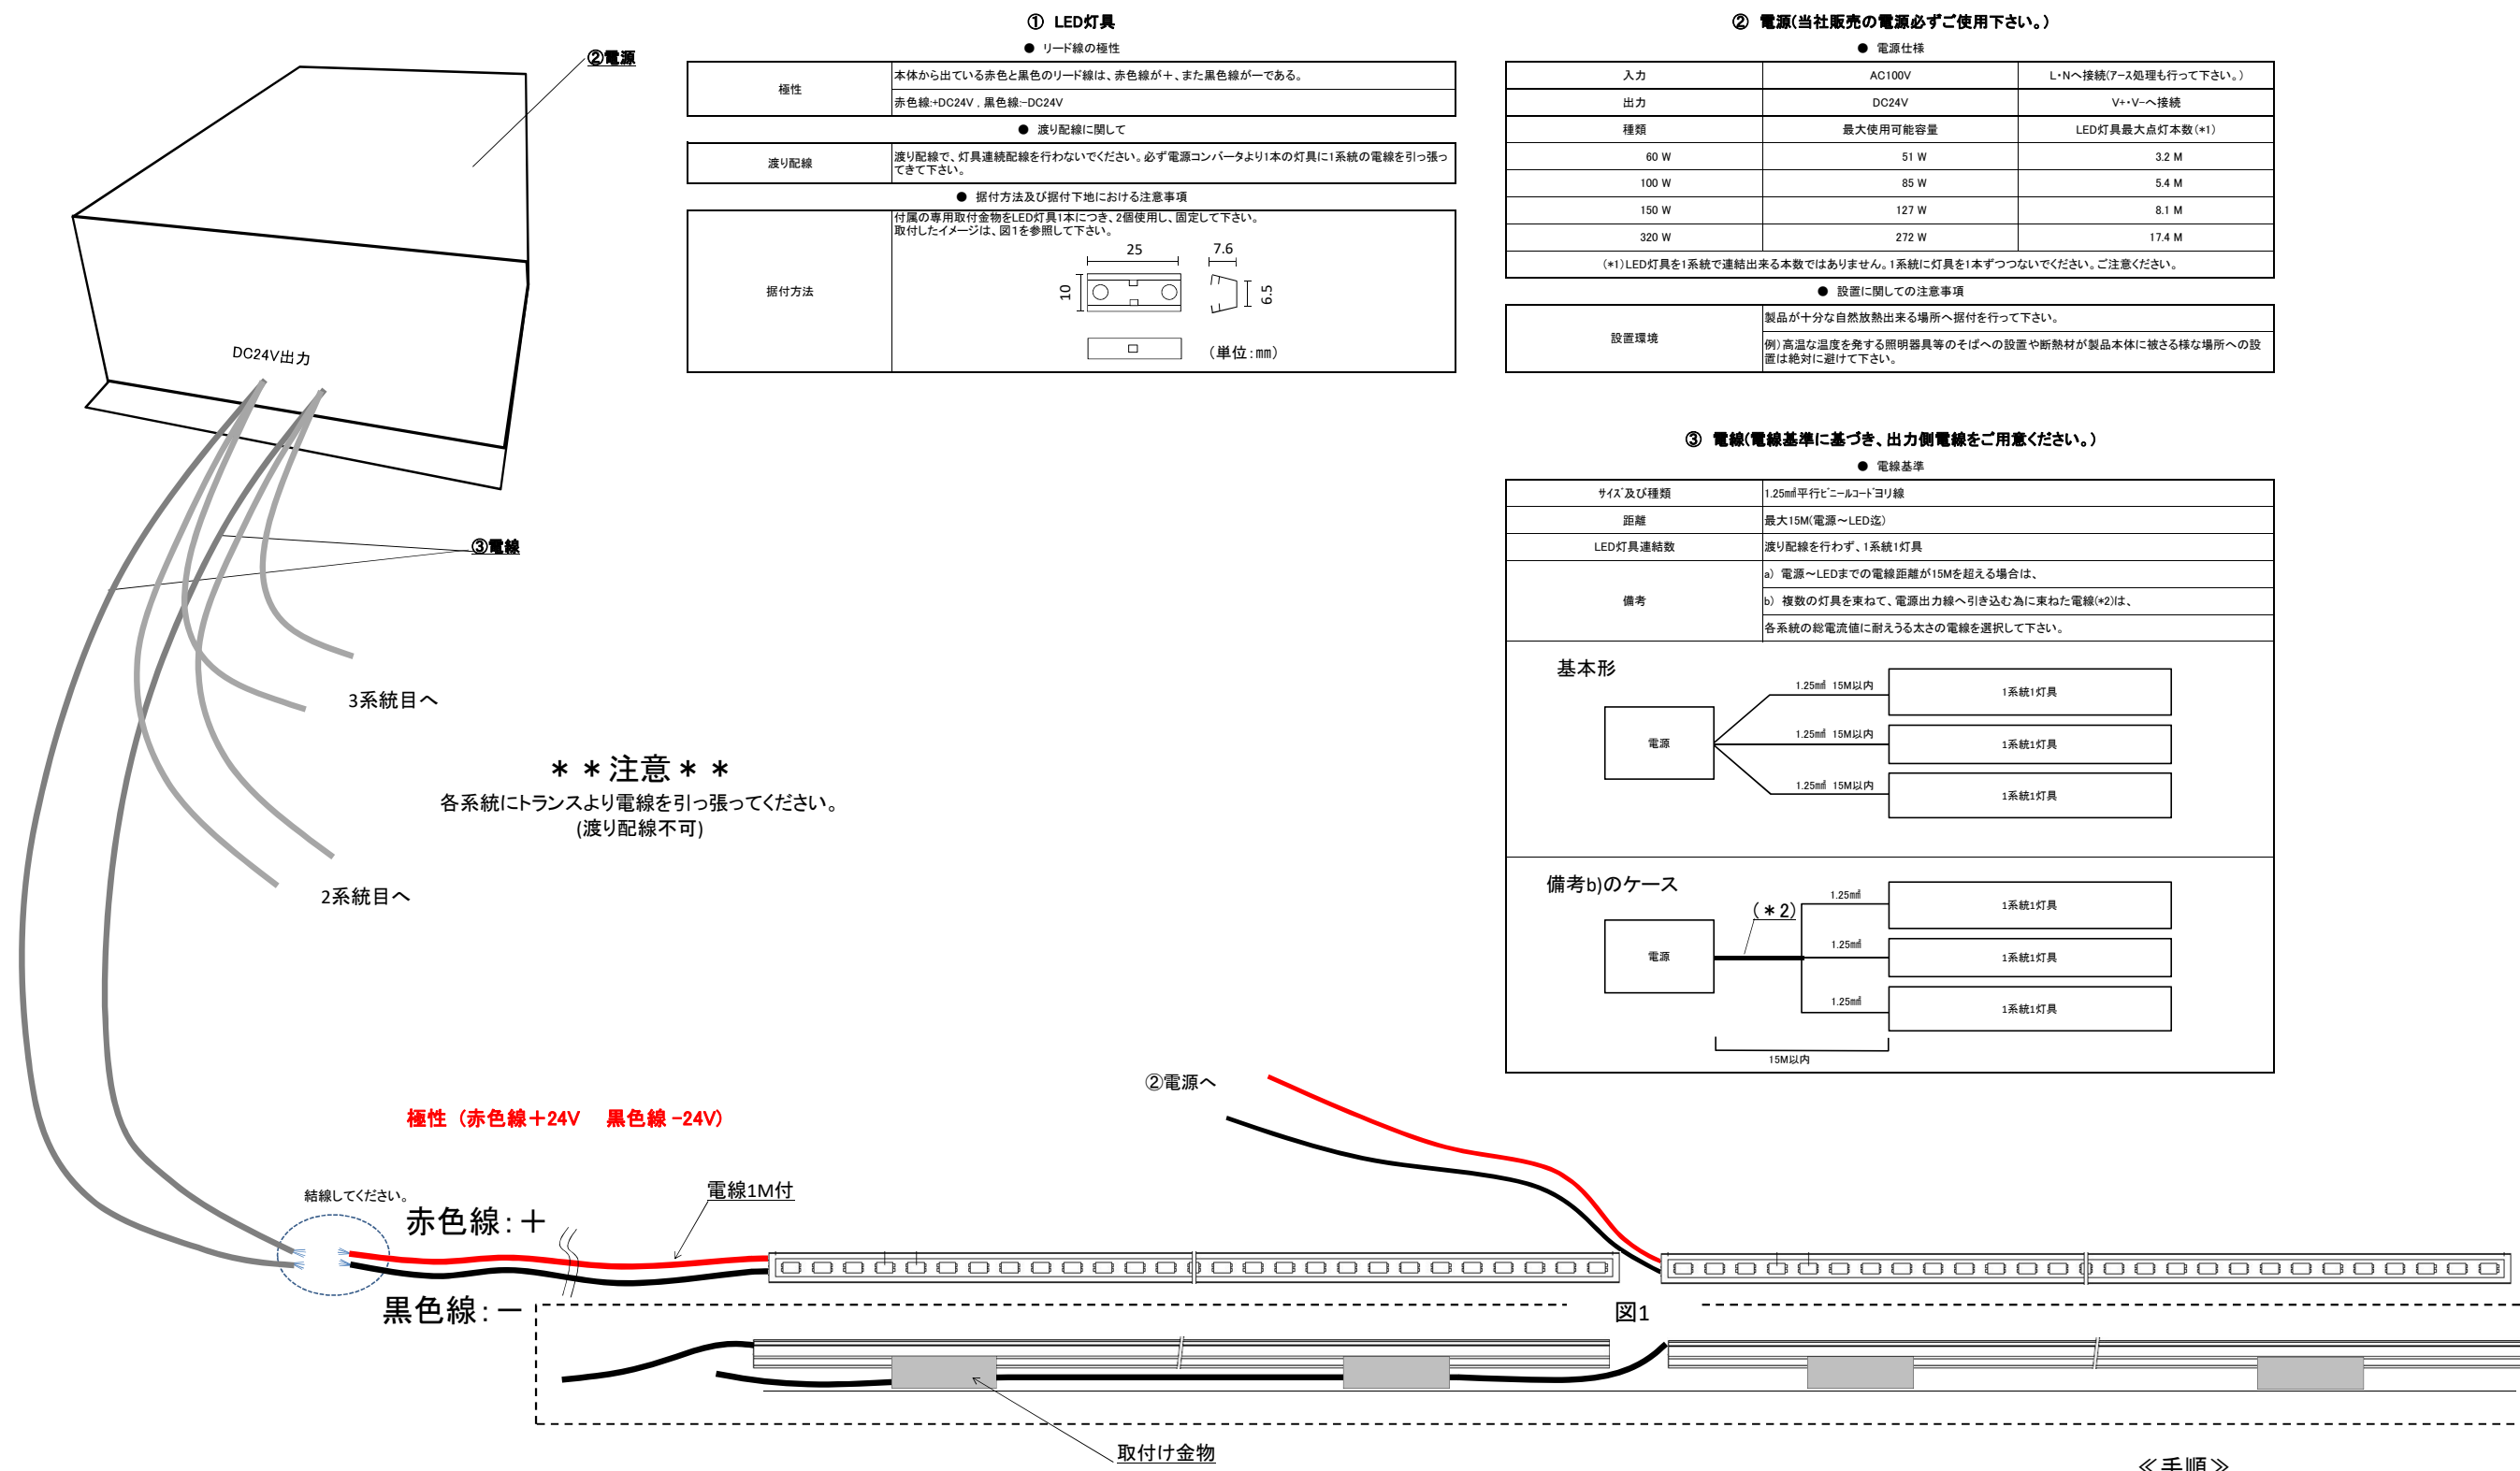 ① LED灯具
● リード線の極性
極性
本体から出ている赤色と黒色のリード線は、赤色線が＋、また黒色線がーである。
赤色線:+DC24V , 黒色線:-DC24V
● 渡り配線に関して
渡り配線
渡り配線で、灯具連続配線を行わないでください。必ず電源コンバータより1本の灯具に1系統の電線を引っ張っ
てきて下さい。
● 据付方法及び据付下地における注意事項
据付方法
付属の専用取付金物をLED灯具1本につき、2個使用し、固定して下さい。
取付したイメージは、図1を参照して下さい。
25
7.6
10
6.5
（単位:㎜）
② 電源(当社販売の電源必ずご使用下さい。)
● 電源仕様
入力 AC100V L・Nへ接続(アース処理も行って下さい。)
出力 DC24V V+・V-へ接続
種類 最大使用可能容量 LED灯具最大点灯本数(*1)
60 W 51 W 3.2 M
100 W 85 W 5.4 M
150 W 127 W 8.1 M
320 W 272 W 17.4 M
(*1)LED灯具を1系統で連結出来る本数ではありません。1系統に灯具を1本ずつつないでください。ご注意ください。
● 設置に関しての注意事項
設置環境
製品が十分な自然放熱出来る場所へ据付を行って下さい。
例)高温な温度を発する照明器具等のそばへの設置や断熱材が製品本体に被さる様な場所への設
置は絶対に避けて下さい。
③ 電線(電線基準に基づき、出力側電線をご用意ください。)
● 電線基準
ｻｲｽﾞ及び種類 1.25㎟平行ﾋﾞﾆｰﾙｺｰﾄﾞヨリ線
距離 最大15M(電源～LED迄)
LED灯具連結数 渡り配線を行わず、1系統1灯具
備考
a) 電源～LEDまでの電線距離が15Mを超える場合は、
b) 複数の灯具を束ねて、電源出力線へ引き込む為に束ねた電線(*2)は、
各系統の総電流値に耐えうる太さの電線を選択して下さい。
基本形
電源
1.25㎟ 15M以内
1系統1灯具
1.25㎟ 15M以内
1系統1灯具
1.25㎟ 15M以内
1系統1灯具
備考b)のケース
電源
(＊2)
1.25㎟
1系統1灯具
1.25㎟
1系統1灯具
1.25㎟
1系統1灯具
15M以内
②電源
DC24V出力
③電線
3系統目へ
2系統目へ
＊＊注意＊＊
各系統にトランスより電線を引っ張ってください。
(渡り配線不可)
②電源へ
極性 (赤色線＋24V 黒色線 -24V)
結線してください。
赤色線:＋
電線1M付
黒色線:－
図1
取付け金物
≪手順≫